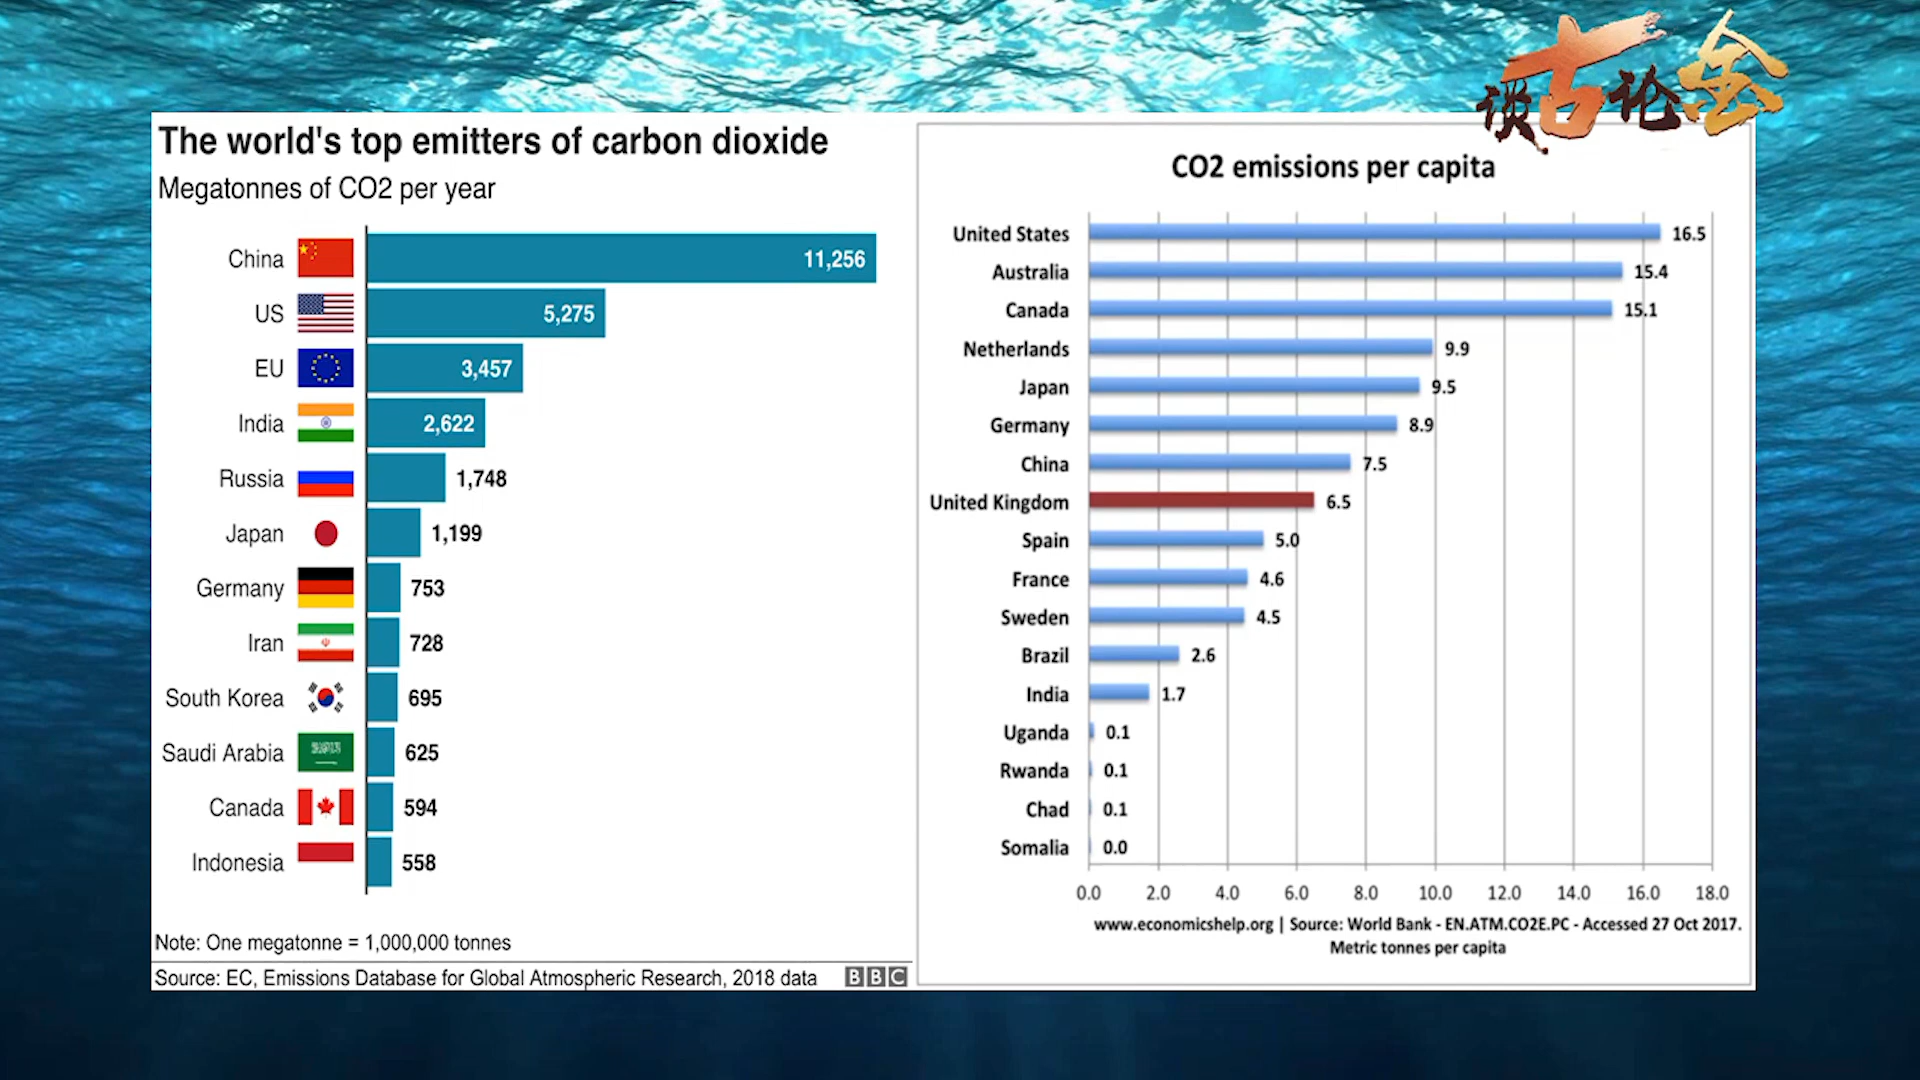 谈古论金
The world's top emitters of carbon dioxide
Megatonnes of CO2 per year
China 11,256
US 5,275
EU 3,457
India 2,622
Russia 1,748
Japan 1,199
Germany 753
Iran 728
South Korea 695
Saudi Arabia 625
Canada 594
Indonesia 558
Note: One megatonne = 1,000,000 tonnes
Source: EC, Emissions Database for Global Atmospheric Research, 2018 data BBC
CO2 emissions per capita
United States 16.5
Australia 15.4
Canada 15.1
Netherlands 9.9
Japan 9.5
Germany 8.9
China 7.5
United Kingdom 6.5
Spain 5.0
France 4.6
Sweden 4.5
Brazil 2.6
India 1.7
Uganda 0.1
Rwanda 0.1
Chad 0.1
Somalia 0.0
0.0 2.0 4.0 6.0 8.0 10.0 12.0 14.0 16.0 18.0
www.economicshelp.org | Source: World Bank - EN.ATM.CO2E.PC - Accessed 27 Oct 2017.
Metric tonnes per capita